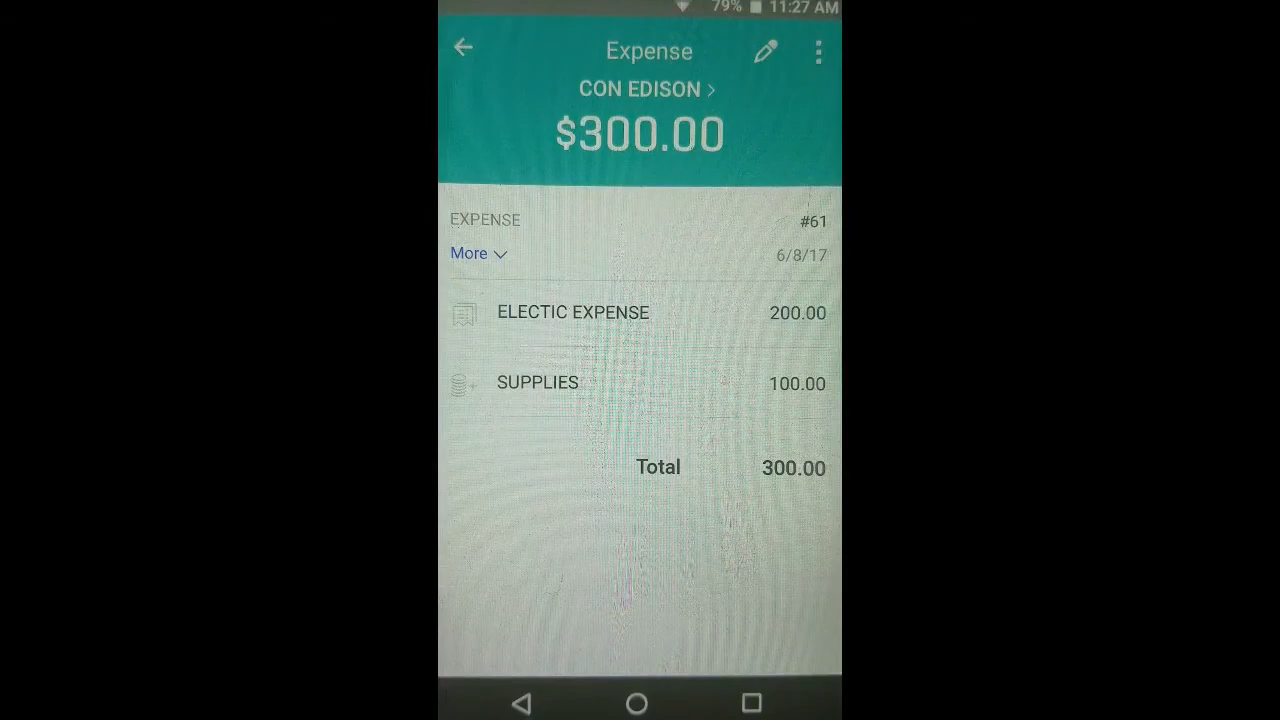 79% 11:27 AM
Expense
CON EDISON >
$300.00
EXPENSE #61
More 6/8/17
ELECTIC EXPENSE 200.00
SUPPLIES 100.00
Total 300.00